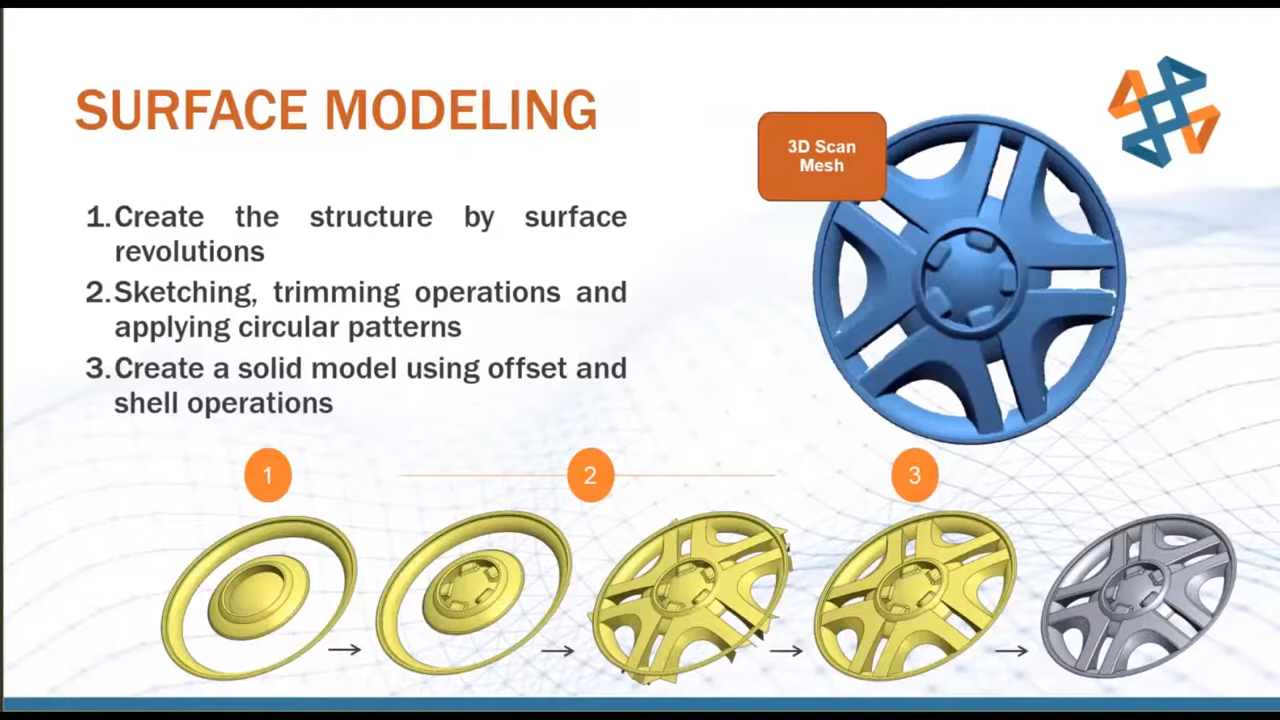 SURFACE MODELING
3D Scan
Mesh
1. Create the structure by surface
revolutions
2. Sketching, trimming operations and
applying circular patterns
3. Create a solid model using offset and
shell operations
1
2
3